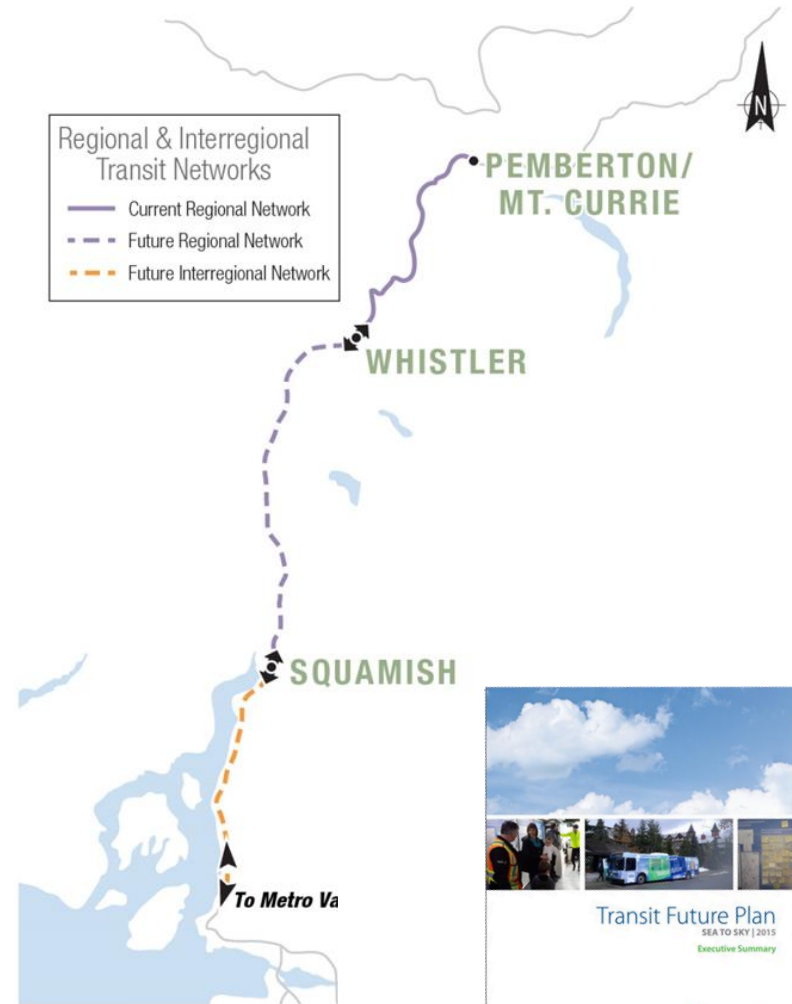 N
Regional & Interregional
Transit Networks
Current Regional Network
Future Regional Network
Future Interregional Network
PEMBERTON/
MT. CURRIE
WHISTLER
SQUAMISH
To Metro Va
Transit Future Plan
SEA TO SKY | 2015
Executive Summary